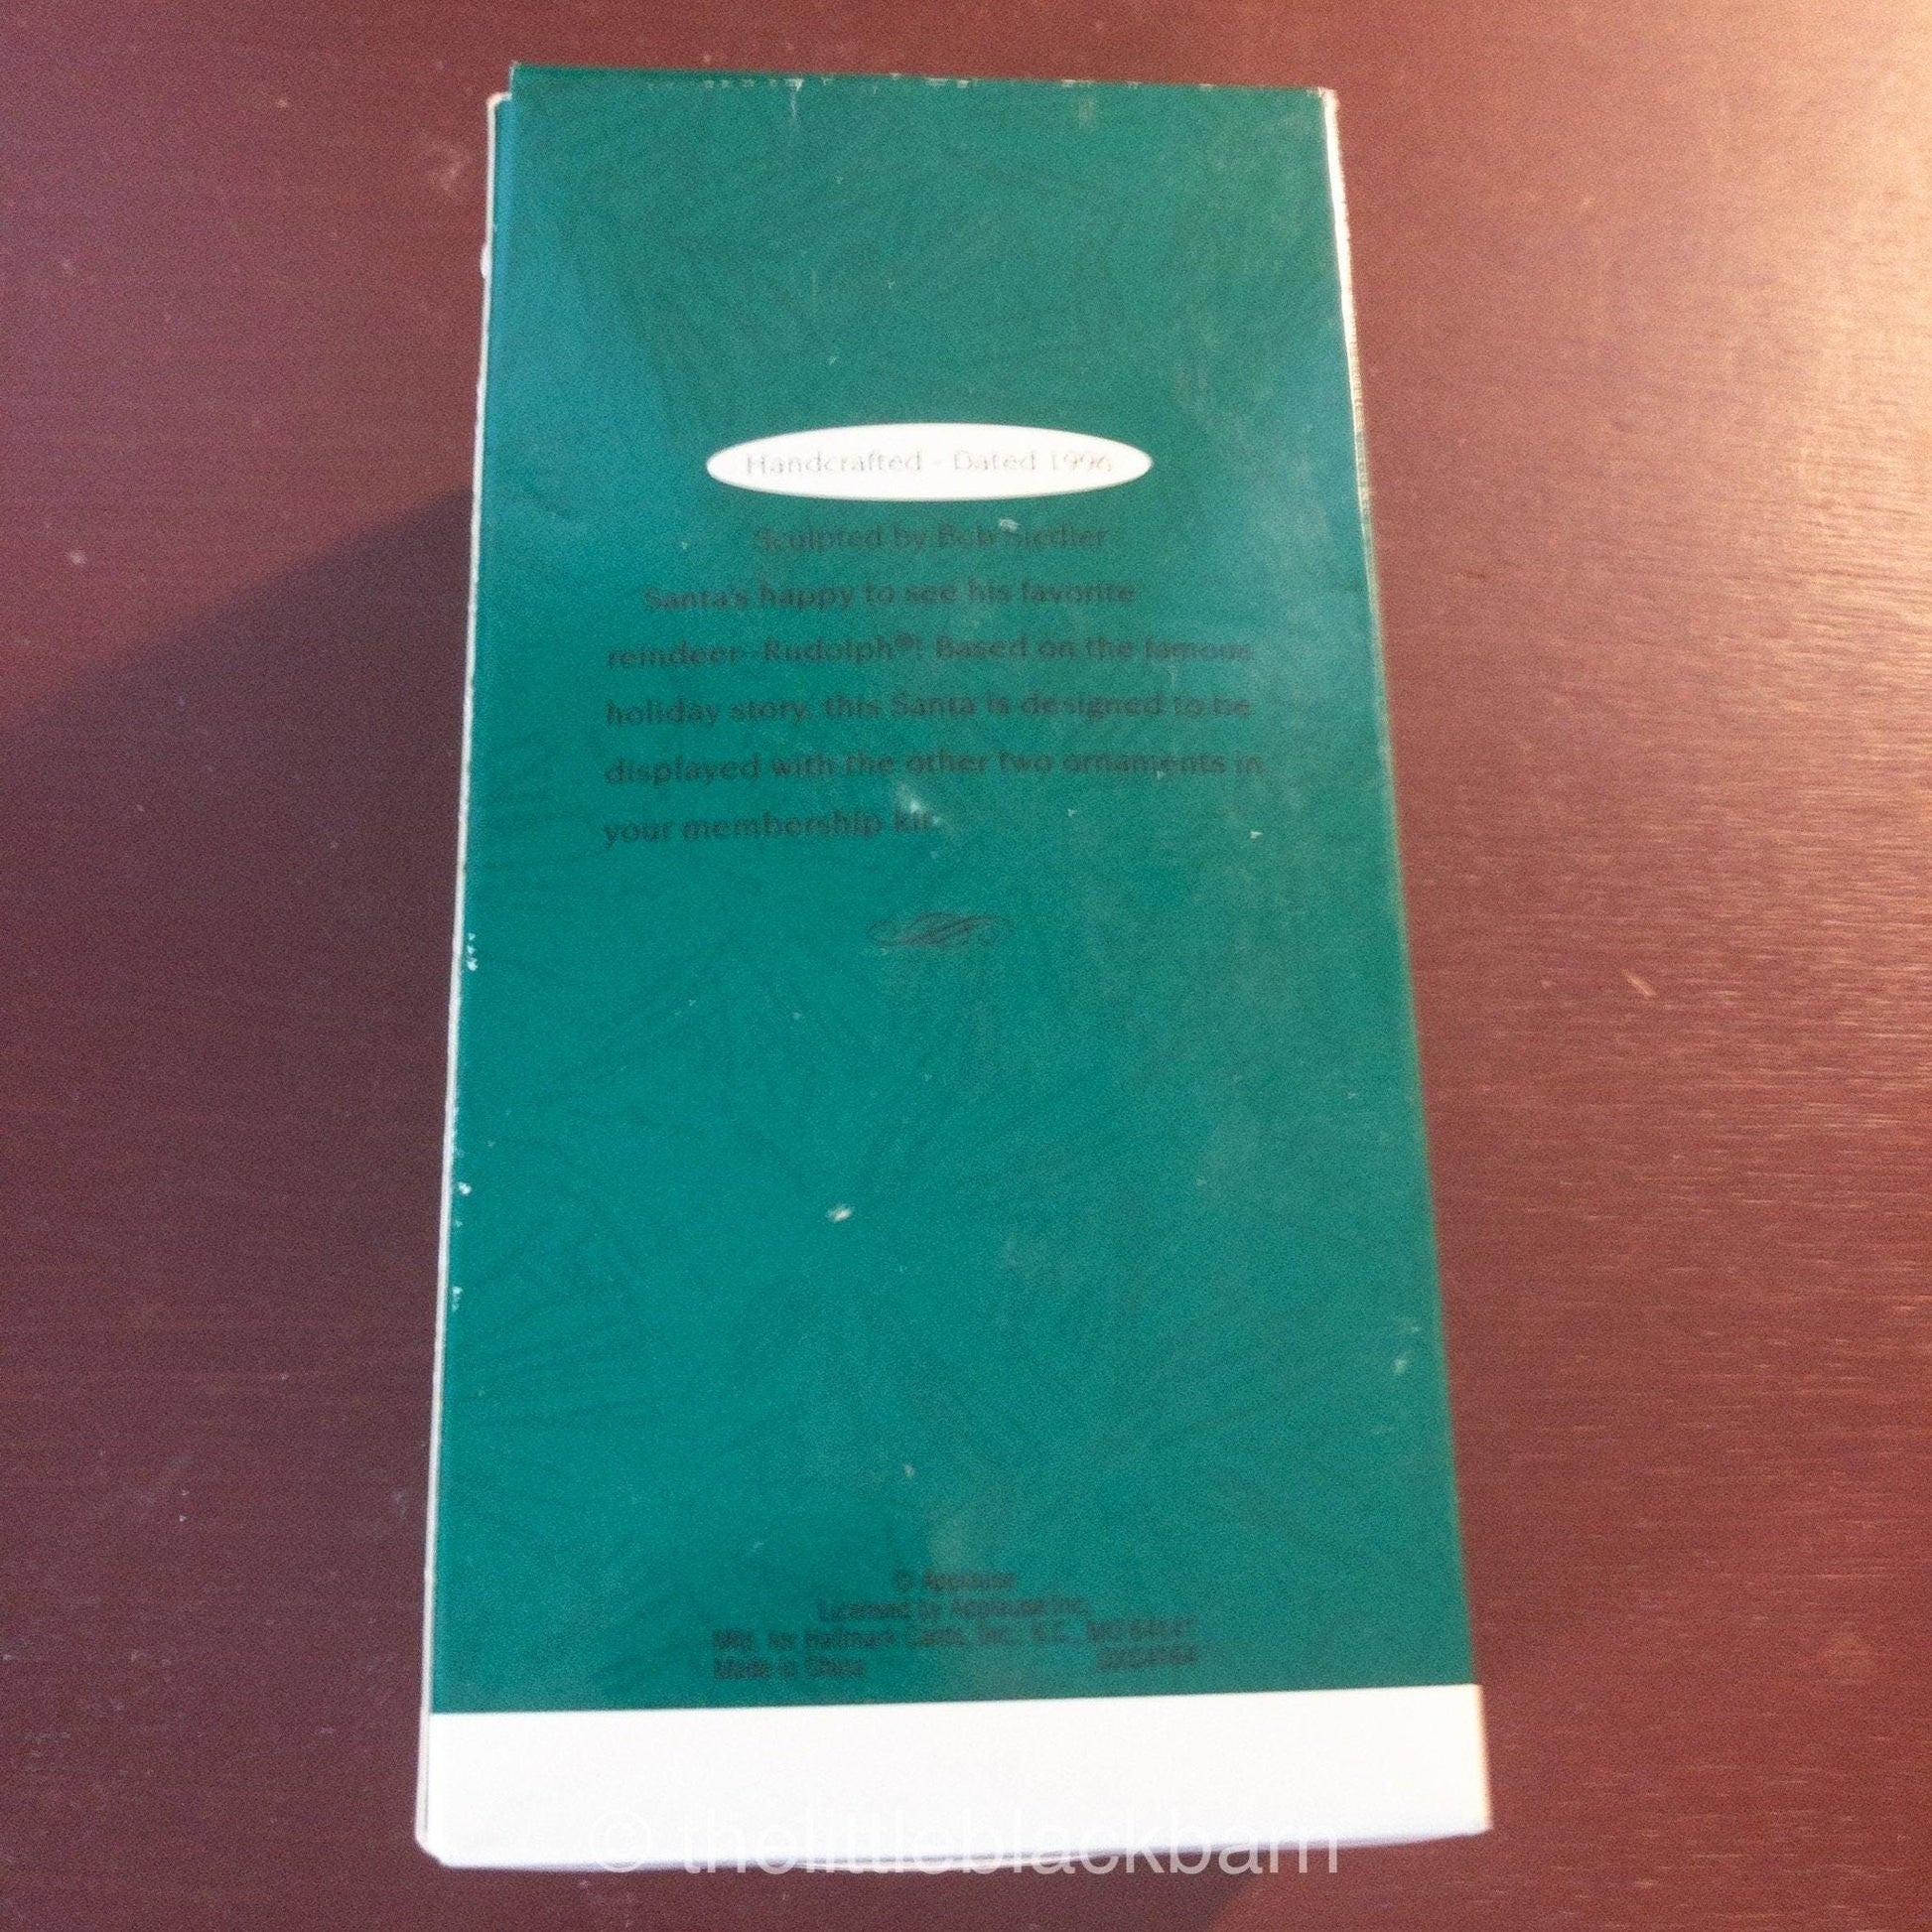 Handcrafted - Dated 1996
Sculpted by Bob Siedler
Santa's happy to see his favorite
reindeer--Rudolph®! Based on the famous
holiday story, this Santa is designed to be
displayed with the other two ornaments in
your membership kit.
© Applause
Licensed by Applause Inc.
Mfd. for Hallmark Cards, Inc., K.C., MO 64141
Made in China
© thelittleblackbarn